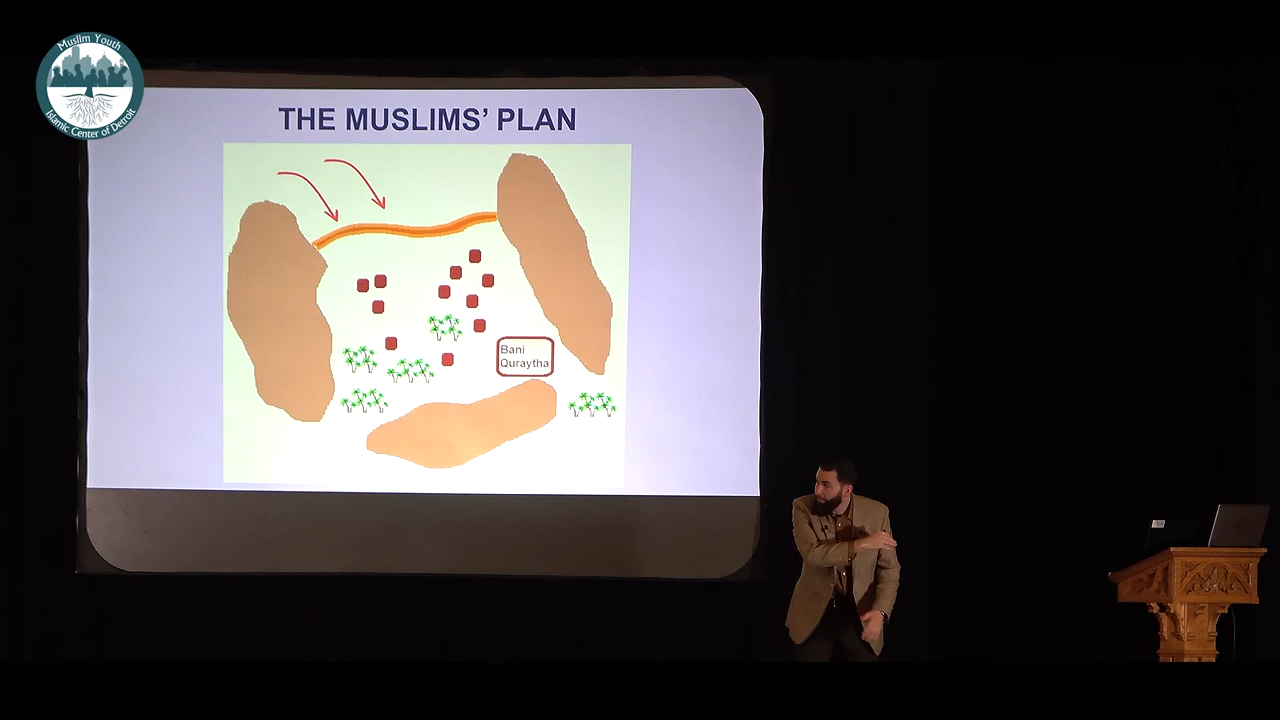 Muslim Youth
Islamic Center of Detroit
THE MUSLIMS' PLAN
Bani
Quraytha